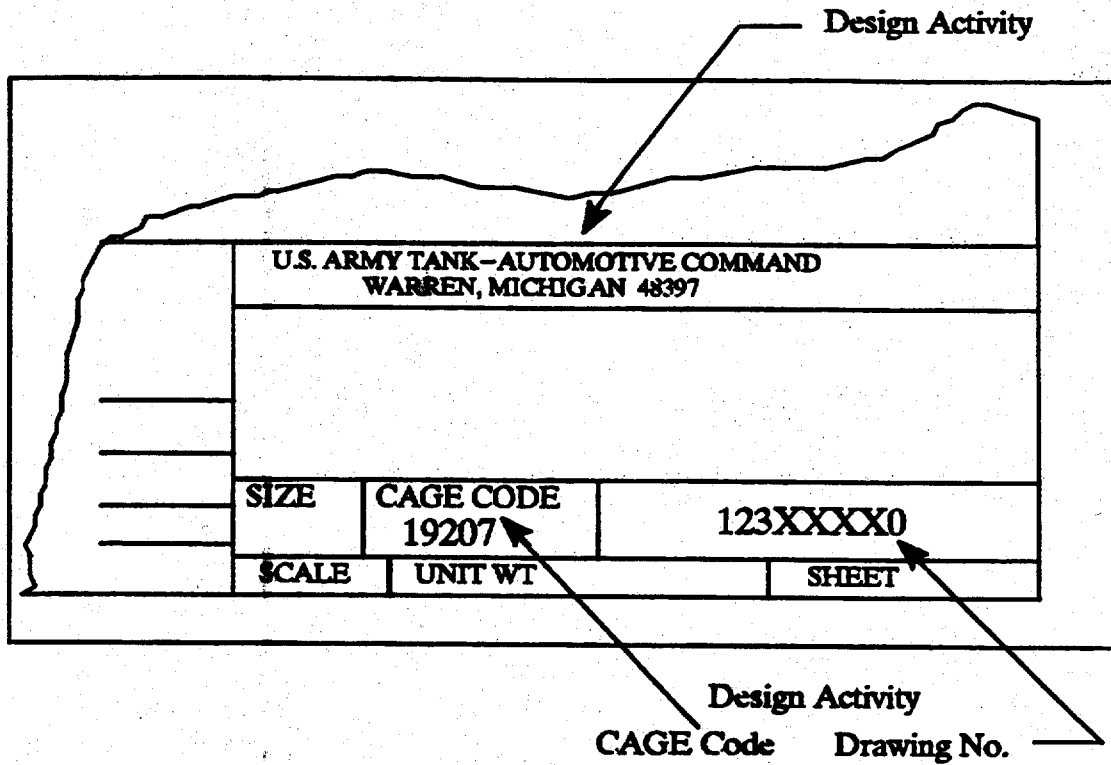 Design Activity
U.S. ARMY TANK-AUTOMOTIVE COMMAND
WARREN, MICHIGAN 48397
SIZE
CAGE CODE
19207
123XXXX0
SCALE
UNIT WT
SHEET
Design Activity
CAGE Code
Drawing No.